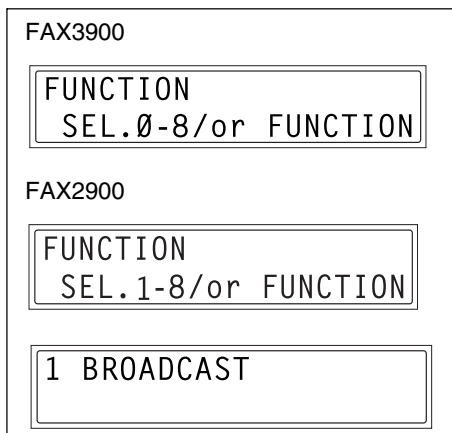 FAX3900
FUNCTION
SEL.Ø-8/or FUNCTION
FAX2900
FUNCTION
SEL.1-8/or FUNCTION
1 BROADCAST